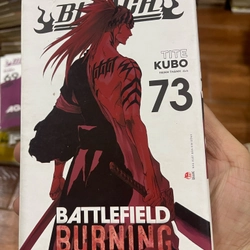 BLEACH
TITE
KUBO
73
BATTLEFIELD
BURNING